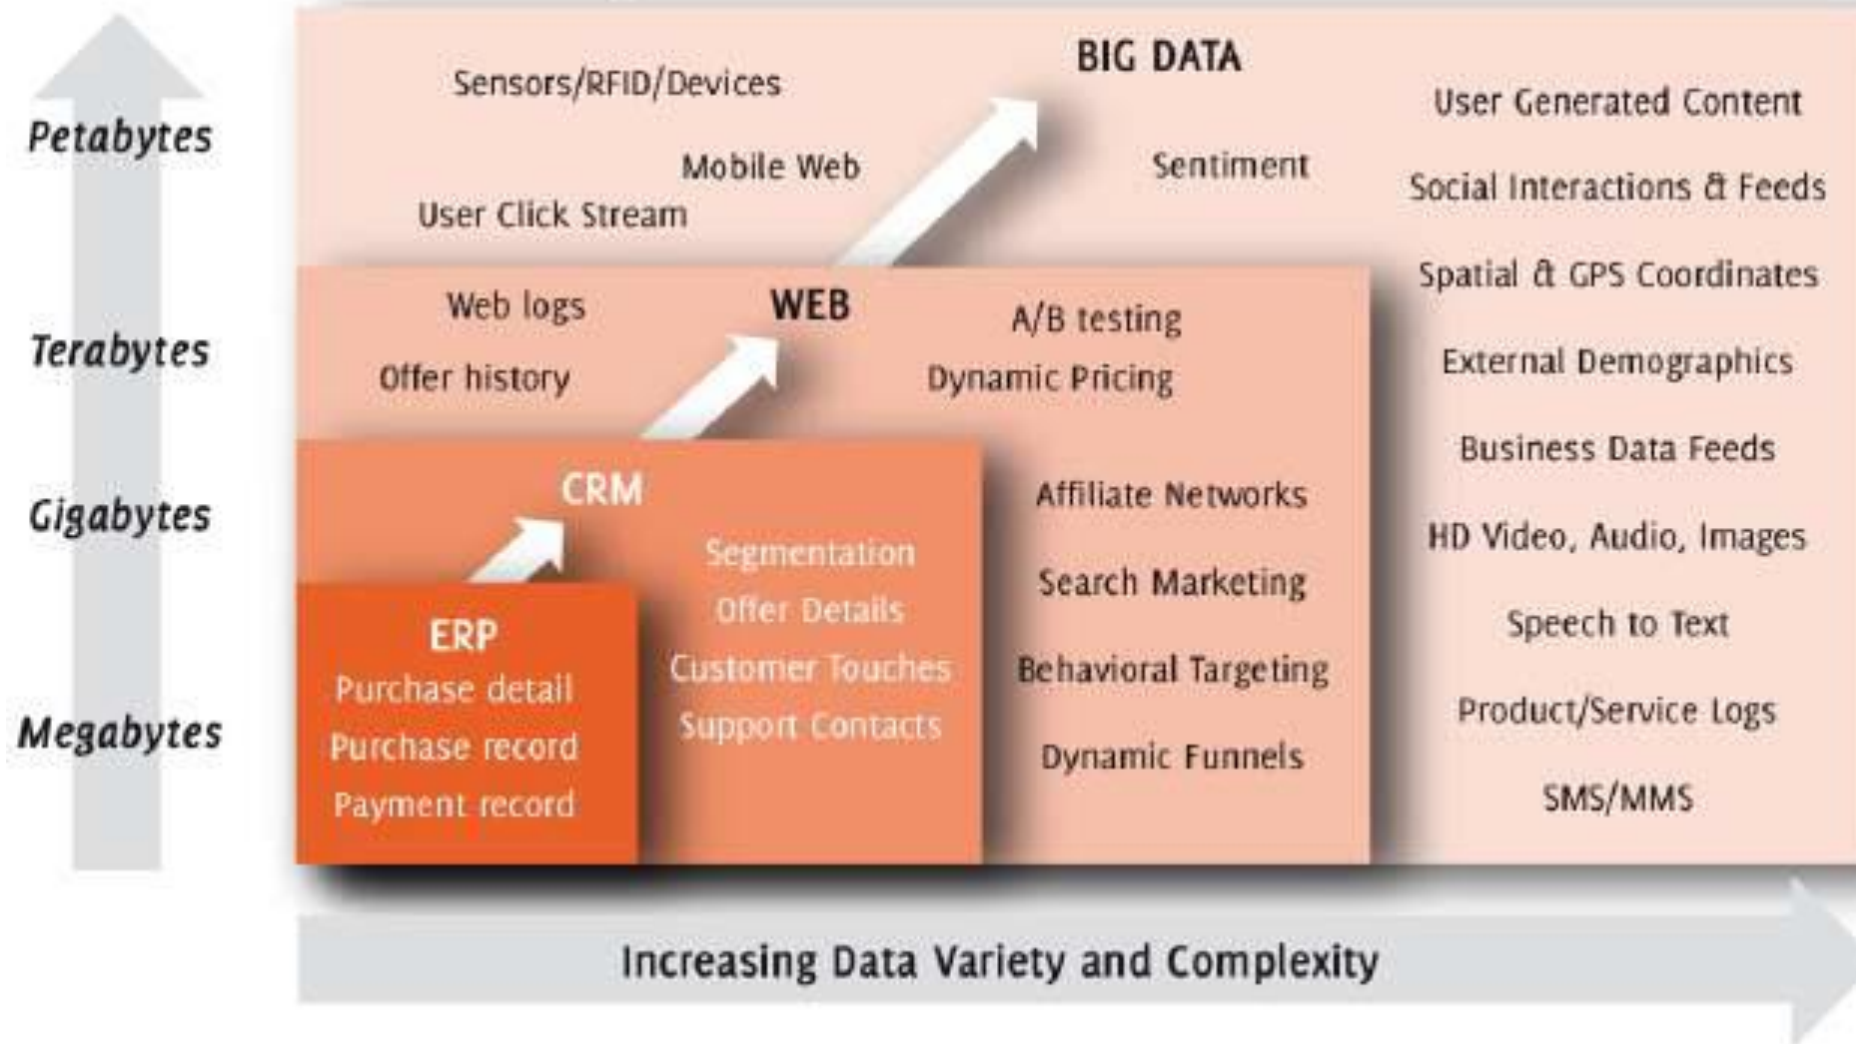 Petabytes
Terabytes
Gigabytes
Megabytes
BIG DATA
Sensors/RFID/Devices
Mobile Web
User Click Stream
Sentiment
User Generated Content
Social Interactions & Feeds
Spatial & GPS Coordinates
External Demographics
Business Data Feeds
HD Video, Audio, Images
Speech to Text
Product/Service Logs
SMS/MMS
WEB
Web logs
Offer history
A/B testing
Dynamic Pricing
Affiliate Networks
Search Marketing
Behavioral Targeting
Dynamic Funnels
CRM
Segmentation
Offer Details
Customer Touches
Support Contacts
ERP
Purchase detail
Purchase record
Payment record
Increasing Data Variety and Complexity